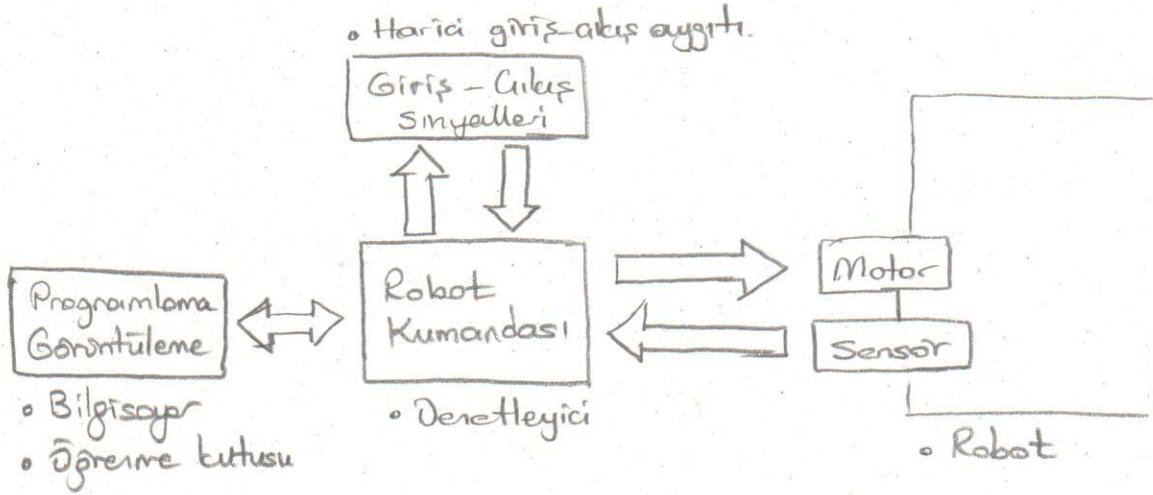 • Harici giriş-çıkış aygıtı.
Giriş - Çıkış
Sinyalleri
Programlama
Görüntüleme
• Bilgisayar
• Öğrenme kutusu
Robot
Kumandası
• Denetleyici
Motor
Sensör
• Robot